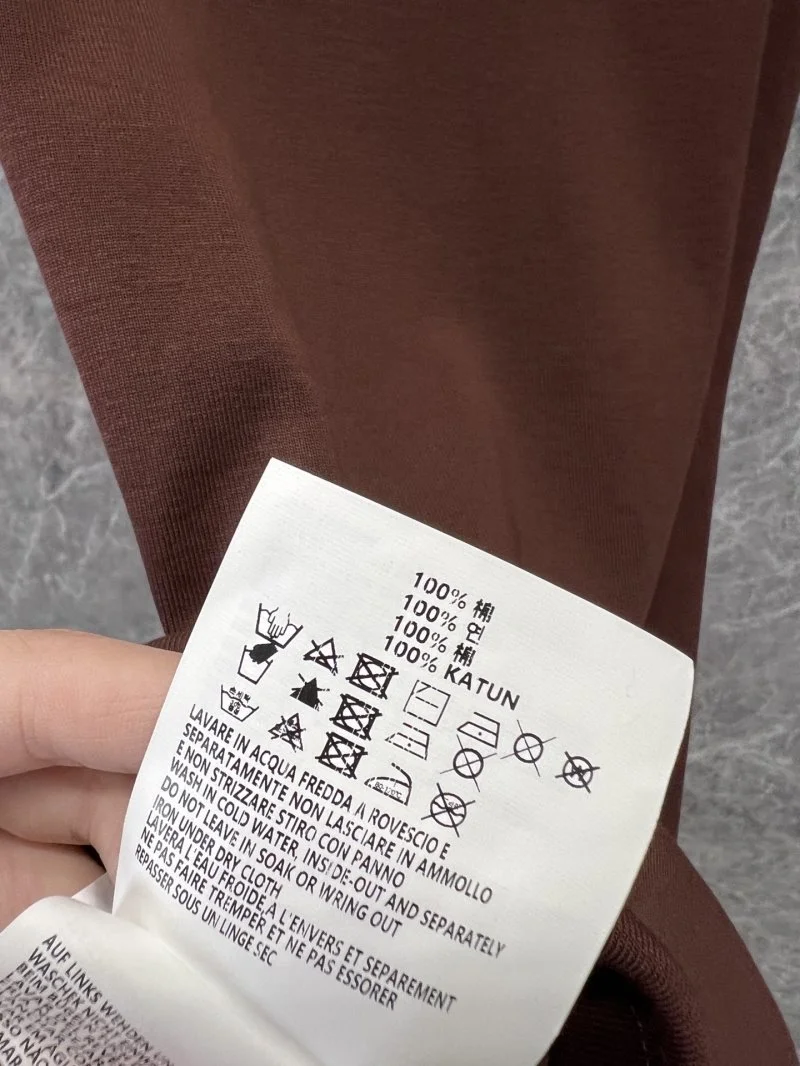 100% 棉
100% 면
100% 棉
100% KATUN
LAVARE IN ACQUA FREDDA A ROVESCIO E
SEPARATAMENTE NON LASCIARE IN AMMOLLO
E NON STRIZZARE STIRO CON PANNO
WASH IN COLD WATER, INSIDE-OUT AND SEPARATELY
DO NOT LEAVE IN SOAK OR WRING OUT
IRON UNDER DRY CLOTH
LAVERA L'EAU FROIDE,A L'ENVERS ET SEPAREMENT
NE PAS FAIRE TREMPER ET NE PAS ESSORER
REPASSER SOUS UN LINGE.SEC
AUF LINKS WENDEN UN
WASCHEN